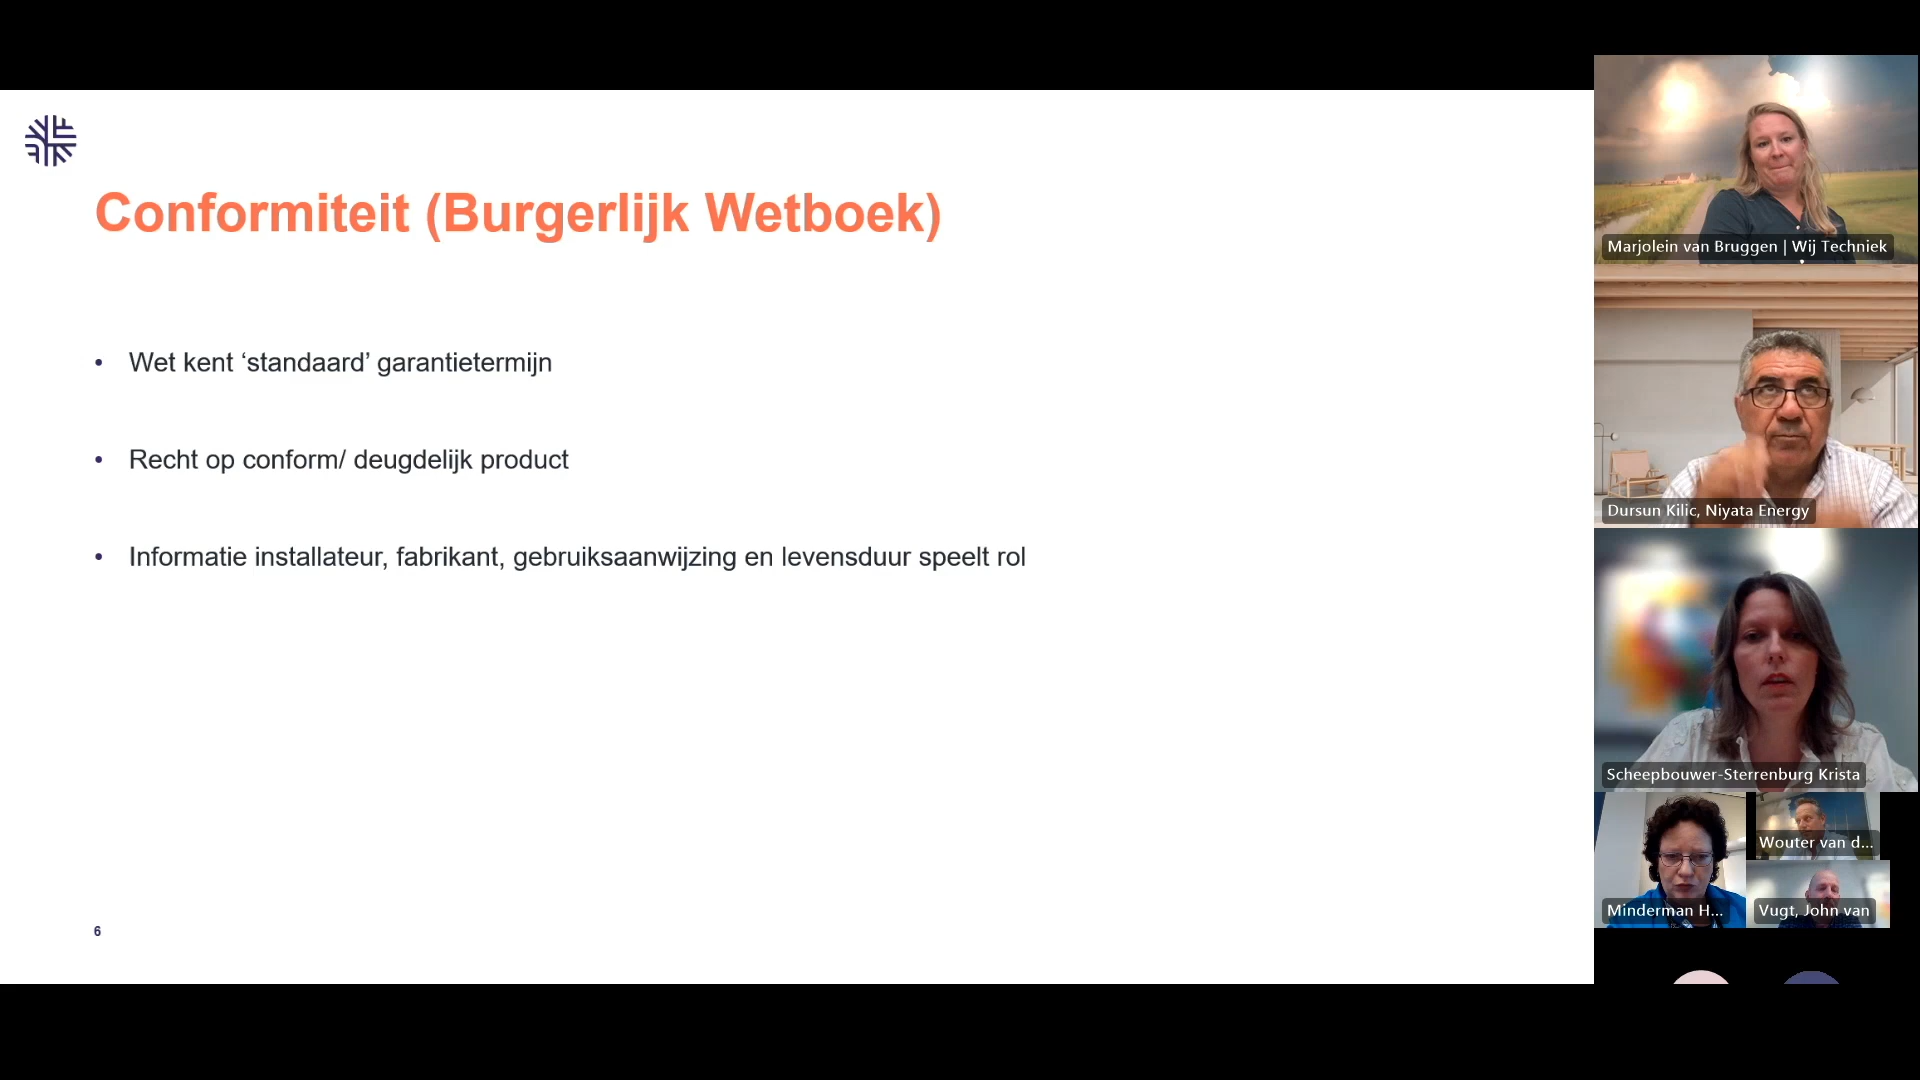 Conformiteit (Burgerlijk Wetboek)
• Wet kent ‘standaard’ garantietermijn
• Recht op conform/ deugdelijk product
• Informatie installateur, fabrikant, gebruiksaanwijzing en levensduur speelt rol
6
Marjolein van Bruggen | Wij Techniek
Dursun Kilic, Niyata Energy
Scheepbouwer-Sterrenburg Krista
Minderman H...
Wouter van d...
Vugt, John van